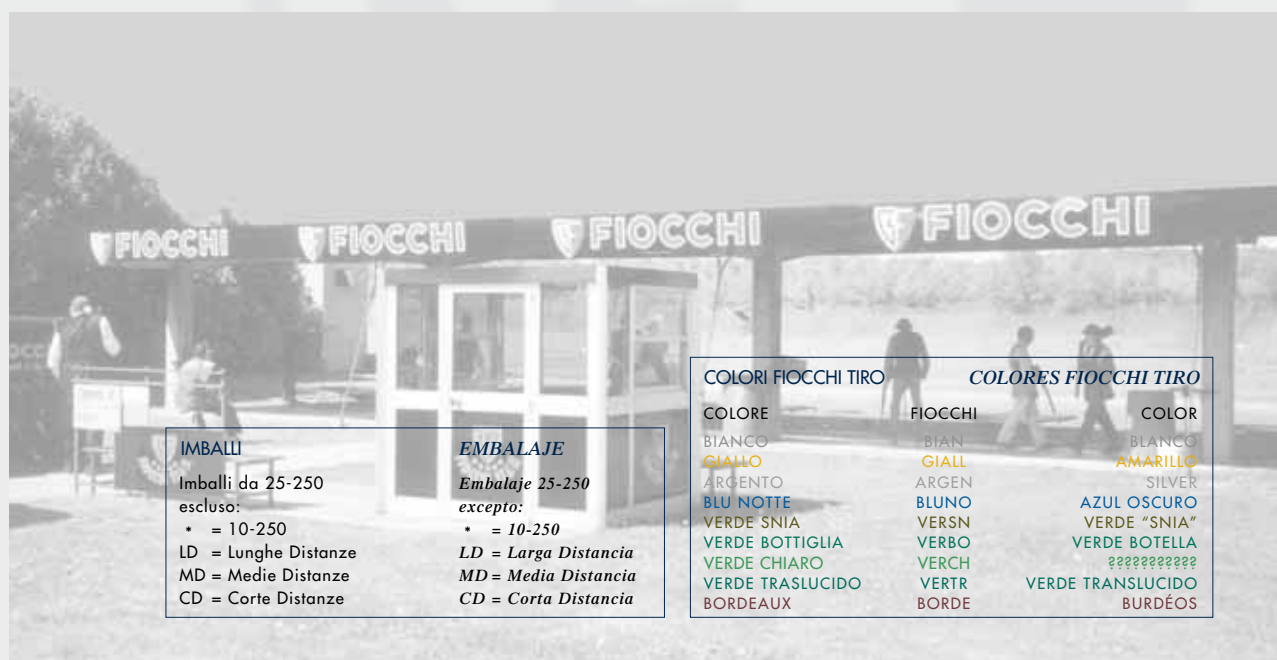 FIOCCHI FIOCCHI FIOCCHI FIOCCHI
IMBALLI
Imballi da 25-250
escluso:
* = 10-250
LD = Lunghe Distanze
MD = Medie Distanze
CD = Corte Distanze
EMBALAJE
Embalaje 25-250
excepto:
* = 10-250
LD = Larga Distancia
MD = Media Distancia
CD = Corta Distancia
COLORI FIOCCHI TIRO COLORES FIOCCHI TIRO
COLORE FIOCCHI COLOR
BIANCO BIAN BLANCO
GIALLO GIALL AMARILLO
ARGENTO ARGEN SILVER
BLU NOTTE BLUNO AZUL OSCURO
VERDE SNIA VERSN VERDE “SNIA”
VERDE BOTTIGLIA VERBO VERDE BOTELLA
VERDE CHIARO VERCH ???????????
VERDE TRASLUCIDO VERTR VERDE TRANSLUCIDO
BORDEAUX BORDE BURDÉOS